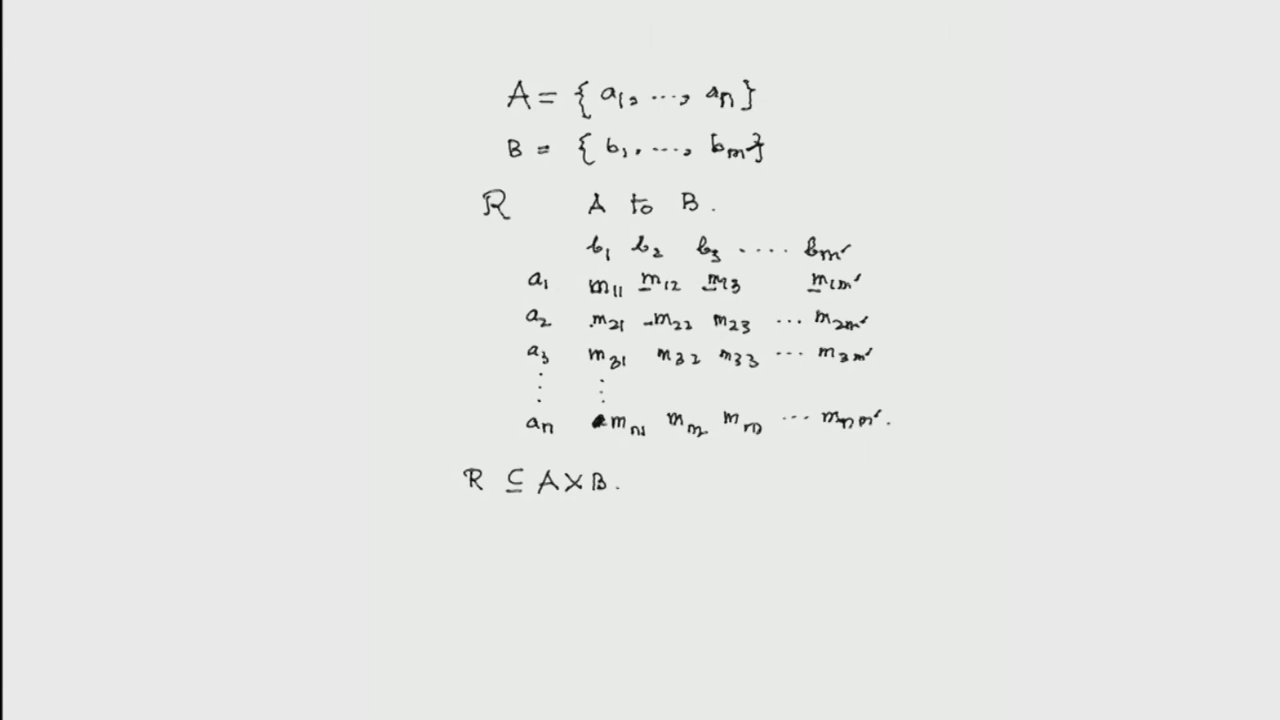 A = { a₁, ..., aₙ }
B = { b₁, ..., bₘ′ }
R A to B .
b₁ b₂ b₃ .... bₘ′
a₁ m₁₁ m₁₂ m₁₃ m₁ₘ′
a₂ m₂₁ m₂₂ m₂₃ ... m₂ₘ′
a₃ m₃₁ m₃₂ m₃₃ ... m₃ₘ′
⋮ ⋮
aₙ mₙ₁ mₙ₂ mₙ₃ ... mₙₘ′ .
R ⊆ A × B .